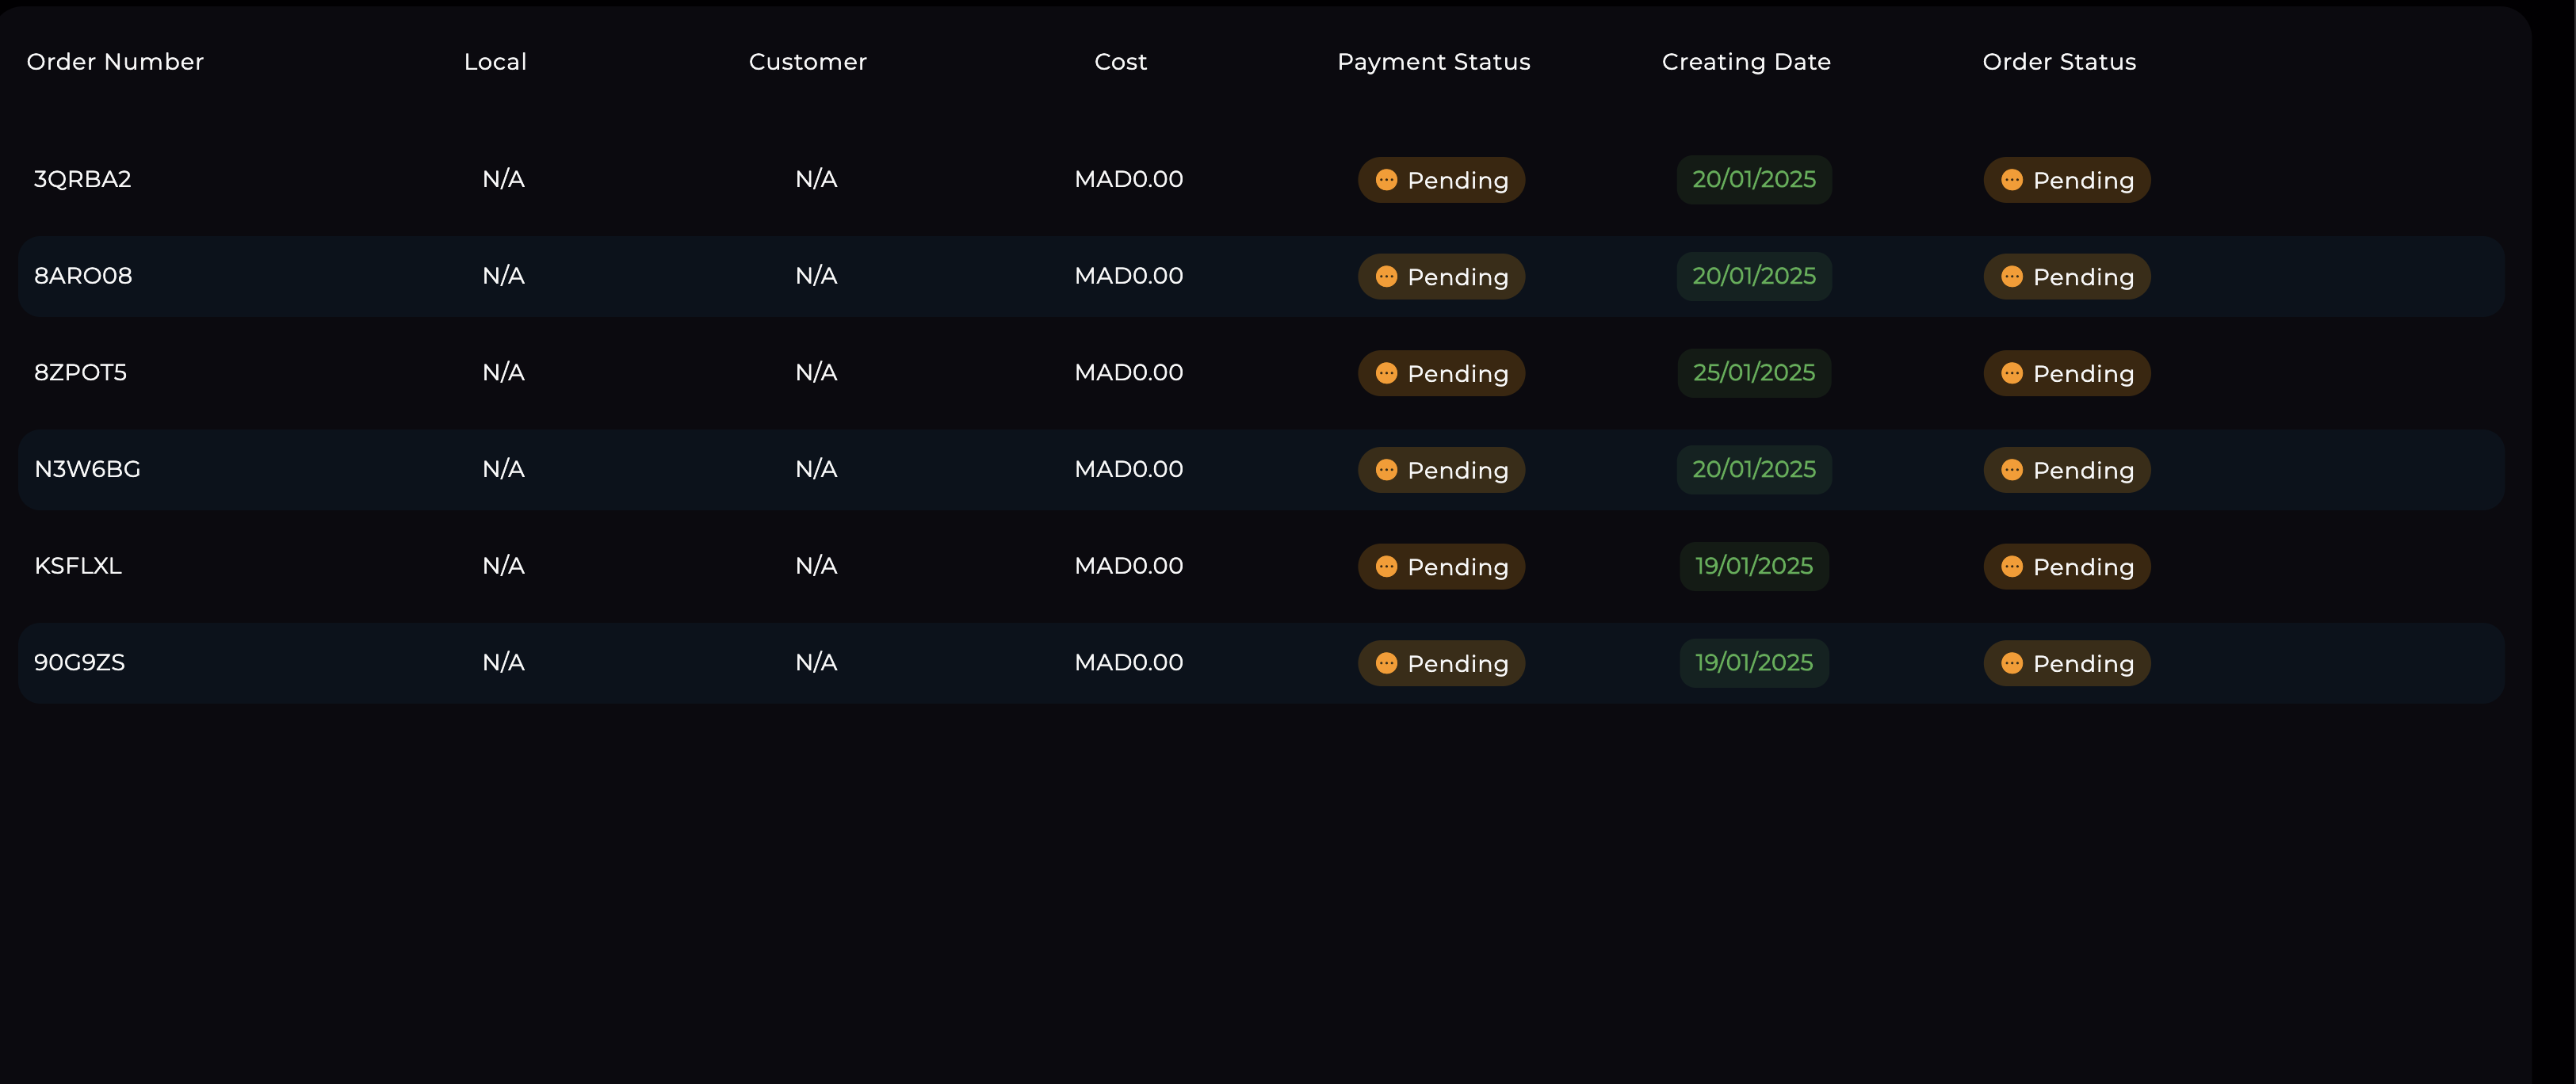 Order Number Local Customer Cost Payment Status Creating Date Order Status
3QRBA2 N/A N/A MAD0.00 Pending 20/01/2025 Pending
8ARO08 N/A N/A MAD0.00 Pending 20/01/2025 Pending
8ZPOT5 N/A N/A MAD0.00 Pending 25/01/2025 Pending
N3W6BG N/A N/A MAD0.00 Pending 20/01/2025 Pending
KSFLXL N/A N/A MAD0.00 Pending 19/01/2025 Pending
90G9ZS N/A N/A MAD0.00 Pending 19/01/2025 Pending